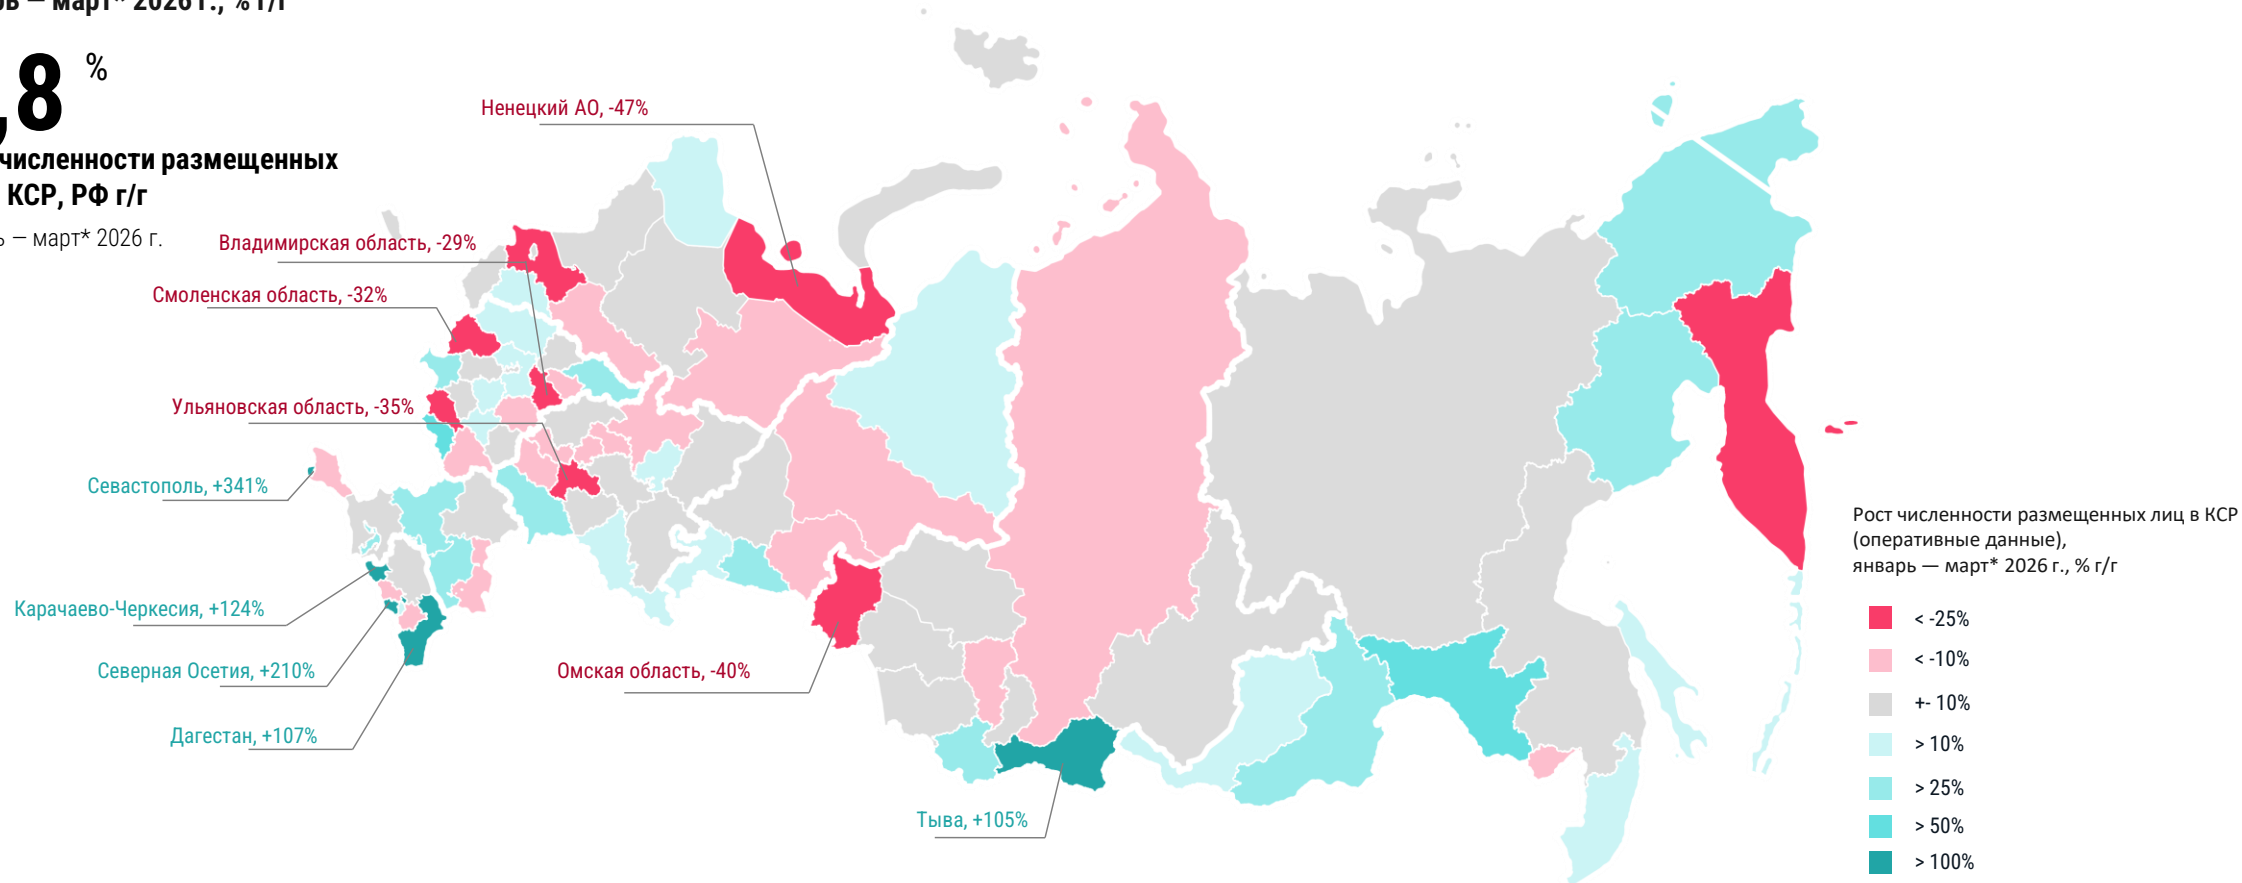 — март* 2026 г., % г/г
,8 %
численности размещенных
КСР, РФ г/г
— март* 2026 г.
Ненецкий АО, -47%
Владимирская область, -29%
Смоленская область, -32%
Ульяновская область, -35%
Севастополь, +341%
Карачаево-Черкесия, +124%
Северная Осетия, +210%
Дагестан, +107%
Омская область, -40%
Тыва, +105%
Рост численности размещенных лиц в КСР
(оперативные данные),
январь — март* 2026 г., % г/г
< -25%
< -10%
+- 10%
> 10%
> 25%
> 50%
> 100%